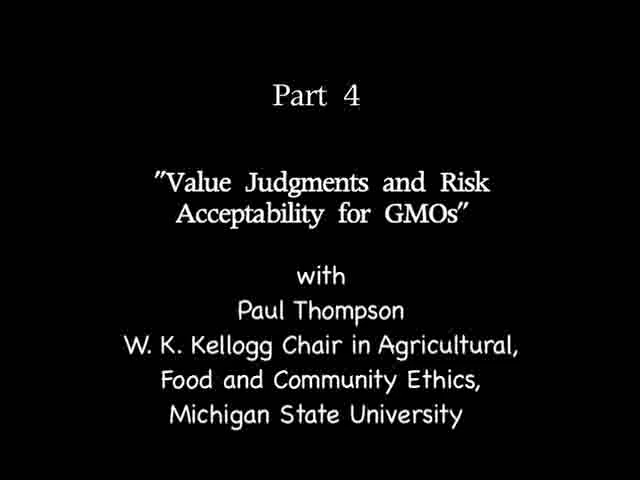 Part 4
"Value Judgments and Risk
Acceptability for GMOs"
with
Paul Thompson
W. K. Kellogg Chair in Agricultural,
Food and Community Ethics,
Michigan State University